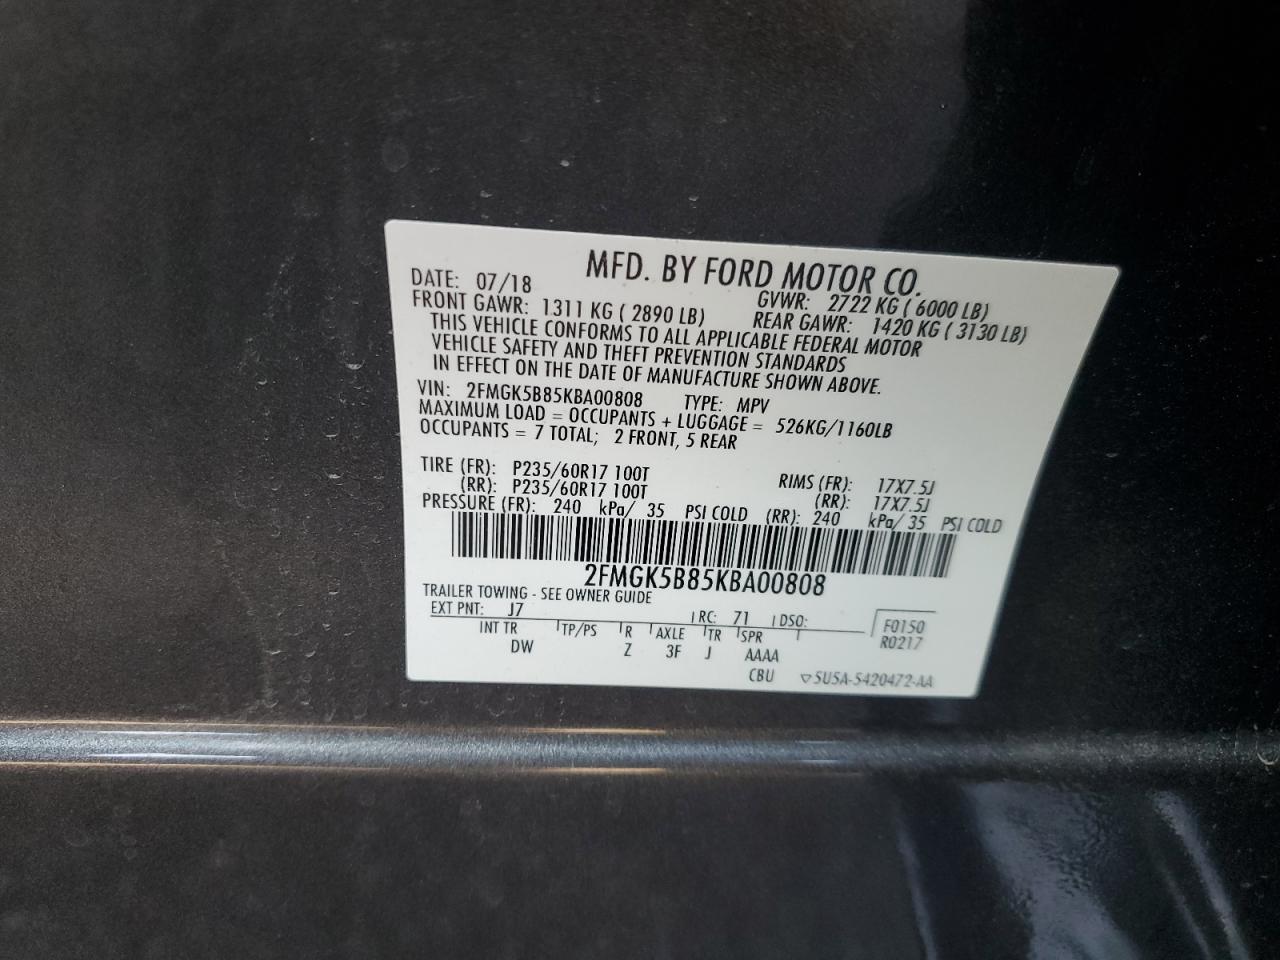 MFD. BY FORD MOTOR CO.
DATE: 07/18 GVWR: 2722 KG ( 6000 LB)
FRONT GAWR: 1311 KG ( 2890 LB) REAR GAWR: 1420 KG ( 3130 LB)
THIS VEHICLE CONFORMS TO ALL APPLICABLE FEDERAL MOTOR
VEHICLE SAFETY AND THEFT PREVENTION STANDARDS
IN EFFECT ON THE DATE OF MANUFACTURE SHOWN ABOVE.
VIN: 2FMGK5B85KBA00808 TYPE: MPV
MAXIMUM LOAD = OCCUPANTS + LUGGAGE = 526KG/1160LB
OCCUPANTS = 7 TOTAL; 2 FRONT, 5 REAR
TIRE (FR): P235/60R17 100T RIMS (FR): 17X7.5J
(RR): P235/60R17 100T (RR): 17X7.5J
PRESSURE (FR): 240 kPa/ 35 PSI COLD (RR): 240 kPa/ 35 PSI COLD
2FMGK5B85KBA00808
TRAILER TOWING - SEE OWNER GUIDE
EXT PNT: J7 RC: 71 DSO: F0150
INT TR TP/PS R AXLE TR SPR R0217
DW Z 3F J AAAA
CBU ▽5U5A-5420472-AA